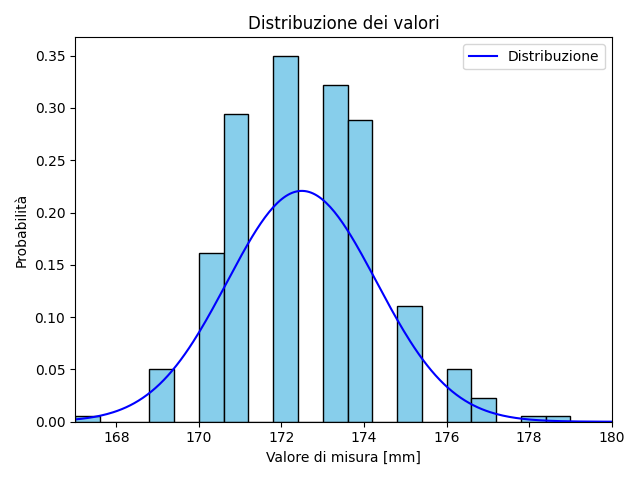 Distribuzione dei valori
Distribuzione
0.35
0.30
0.25
0.20
0.15
0.10
0.05
0.00
Probabilità
168 170 172 174 176 178 180
Valore di misura [mm]